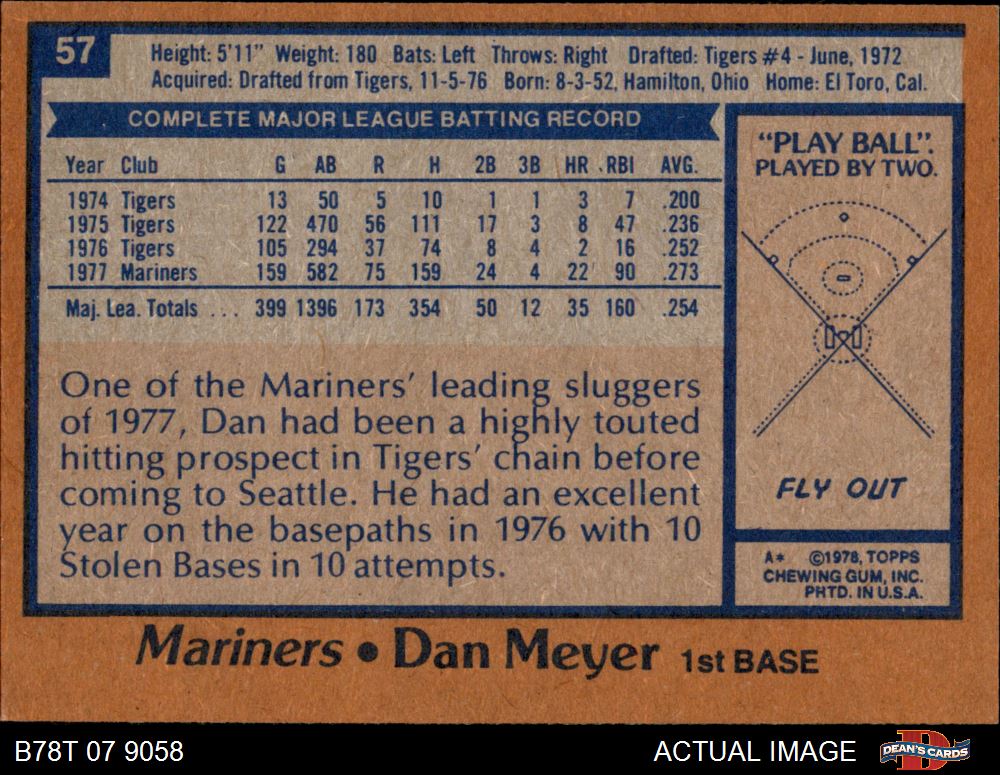 57
Height: 5'11" Weight: 180 Bats: Left Throws: Right Drafted: Tigers #4 - June, 1972
Acquired: Drafted from Tigers, 11-5-76 Born: 8-3-52, Hamilton, Ohio Home: El Toro, Cal.
COMPLETE MAJOR LEAGUE BATTING RECORD
Year Club G AB R H 2B 3B HR RBI AVG.
1974 Tigers 13 50 5 10 1 1 3 7 .200
1975 Tigers 122 470 56 111 17 3 8 47 .236
1976 Tigers 105 294 37 74 8 4 2 16 .252
1977 Mariners 159 582 75 159 24 4 22 90 .273
Maj. Lea. Totals ... 399 1396 173 354 50 12 35 160 .254
One of the Mariners' leading sluggers
of 1977, Dan had been a highly touted
hitting prospect in Tigers' chain before
coming to Seattle. He had an excellent
year on the basepaths in 1976 with 10
Stolen Bases in 10 attempts.
"PLAY BALL".
PLAYED BY TWO.
FLY OUT
A* ©1978, TOPPS
CHEWING GUM, INC.
PRTD. IN U.S.A.
Mariners • Dan Meyer 1st BASE
B78T 07 9058
ACTUAL IMAGE
DEAN'S CARDS